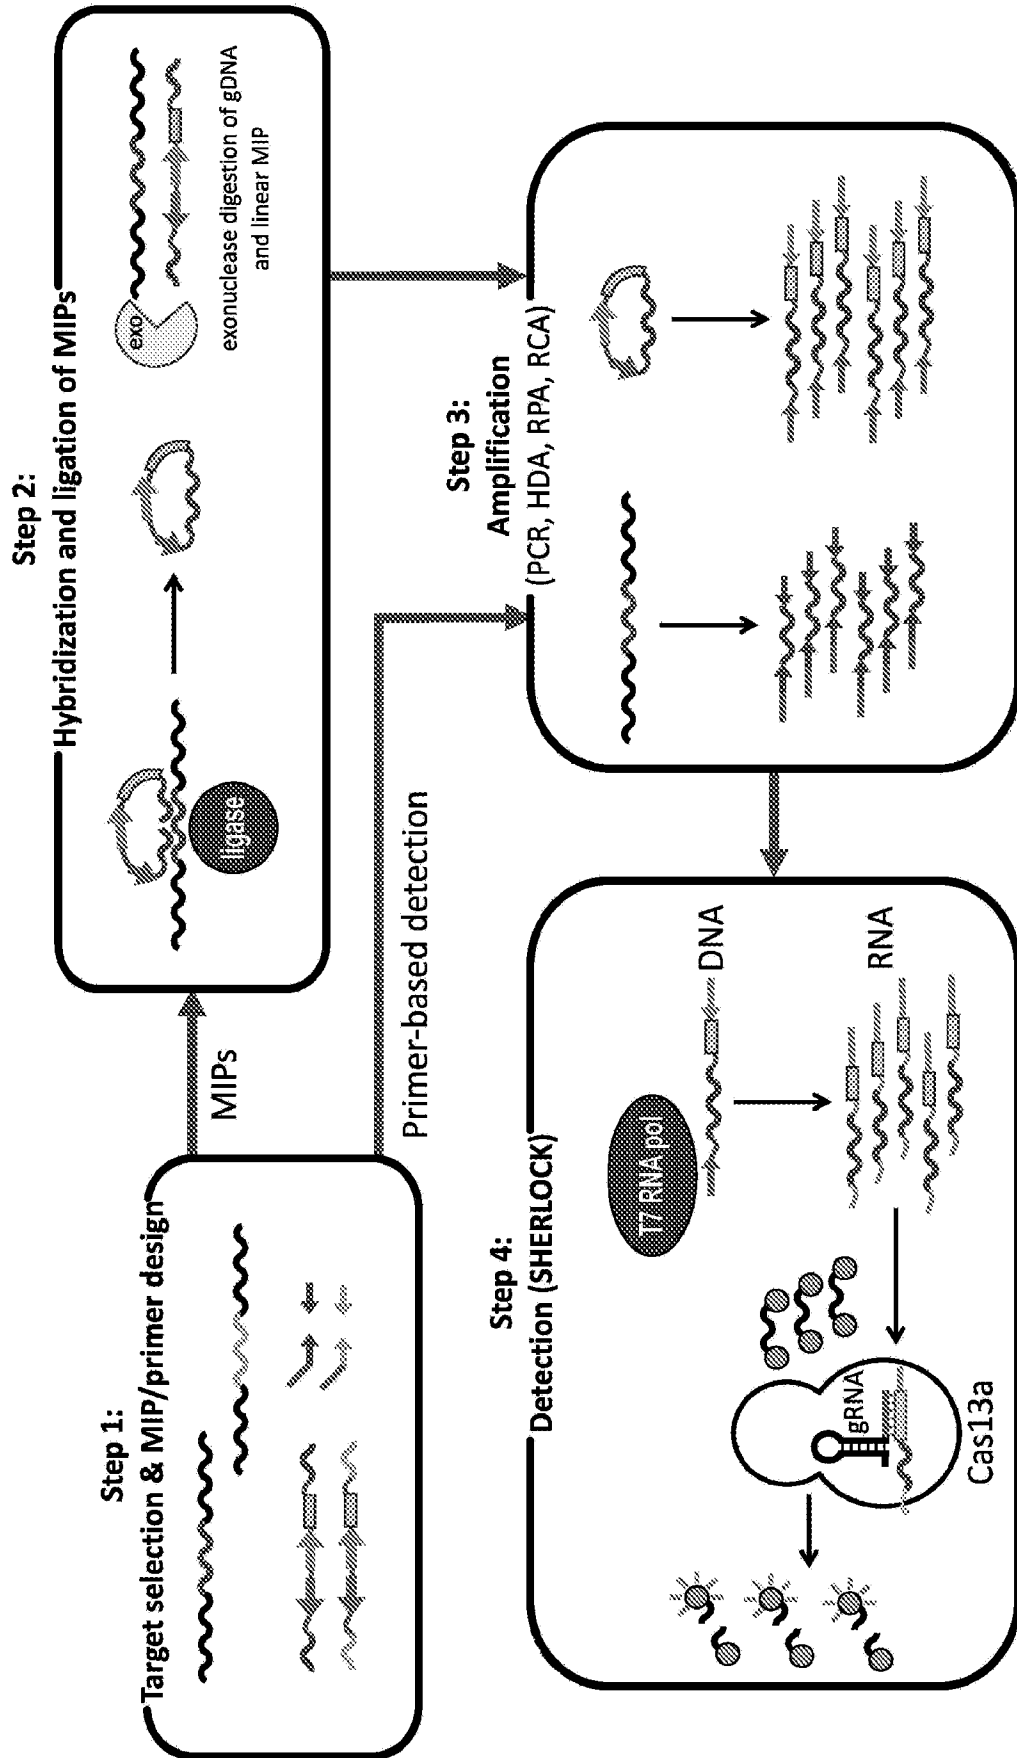 Step 1:
Target selection & MIP/primer design
MIPs
Primer-based detection
Step 2:
Hybridization and ligation of MIPs
ligase
exo
exonuclease digestion of gDNA
and linear MIP
Step 3:
Amplification
(PCR, HDA, RPA, RCA)
Step 4:
Detection (SHERLOCK)
T7 RNA pol
DNA
RNA
gRNA
Cas13a